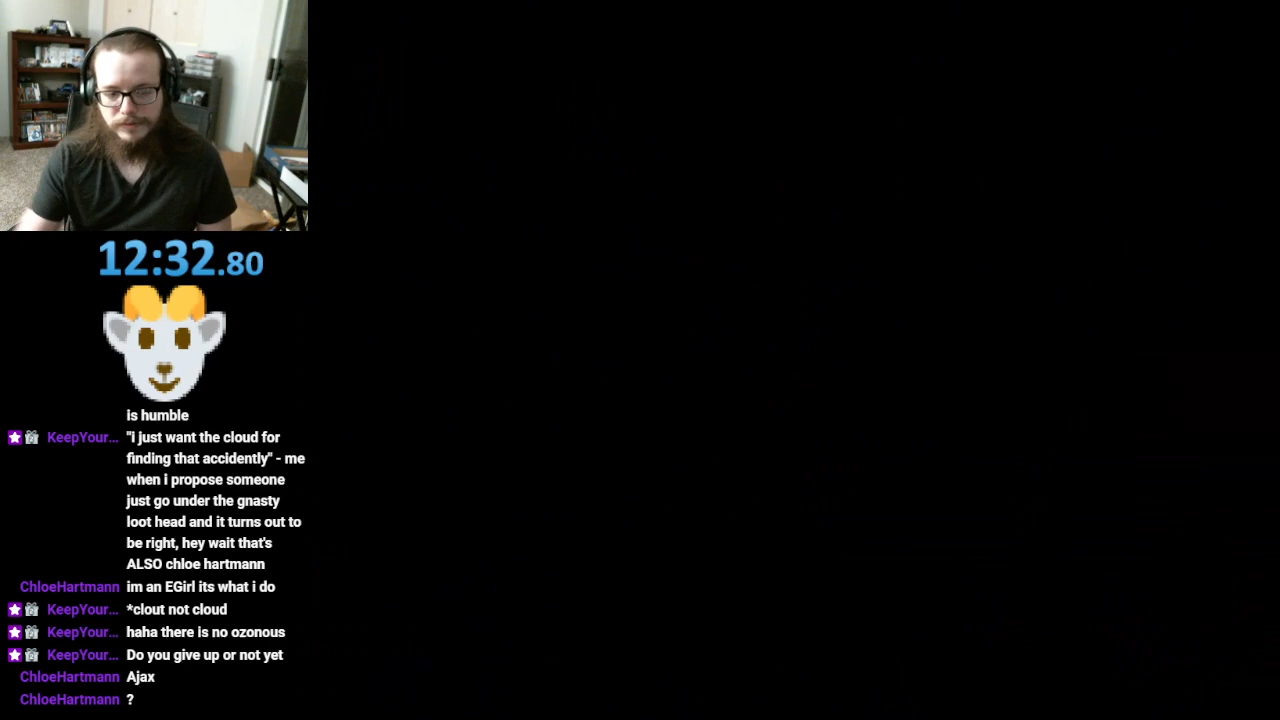 12:32.80
is humble
KeepYour... "i just want the cloud for
finding that accidently" - me
when i propose someone
just go under the gnasty
loot head and it turns out to
be right, hey wait that's
ALSO chloe hartmann
ChloeHartmann im an EGirl its what i do
KeepYour... *clout not cloud
KeepYour... haha there is no ozonous
KeepYour... Do you give up or not yet
ChloeHartmann Ajax
ChloeHartmann ?